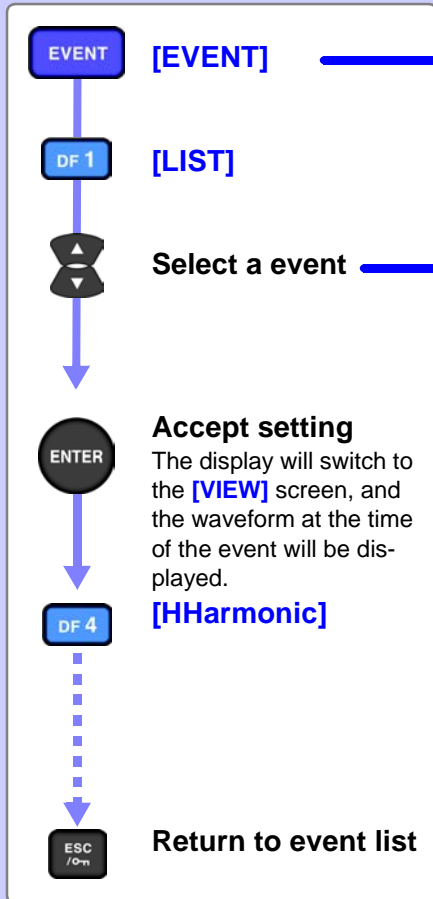 EVENT [EVENT]
DF 1 [LIST]
Select a event
ENTER
Accept setting
The display will switch to
the [VIEW] screen, and
the waveform at the time
of the event will be dis-
played.
DF 4 [HHarmonic]
ESC
/
Return to event list